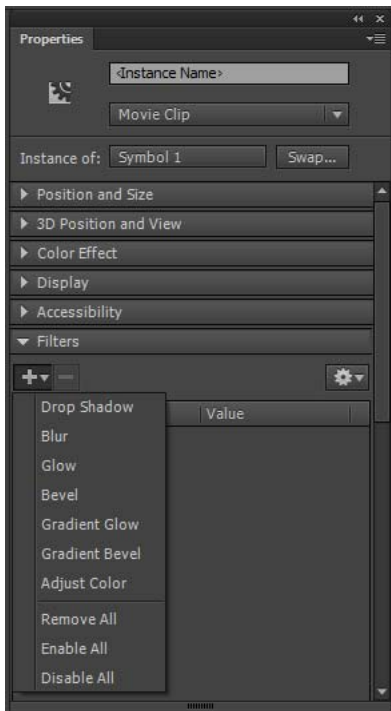 Properties
<Instance Name>
Movie Clip
Instance of: Symbol 1 Swap...
Position and Size
3D Position and View
Color Effect
Display
Accessibility
Filters
Value
Drop Shadow
Blur
Glow
Bevel
Gradient Glow
Gradient Bevel
Adjust Color
Remove All
Enable All
Disable All